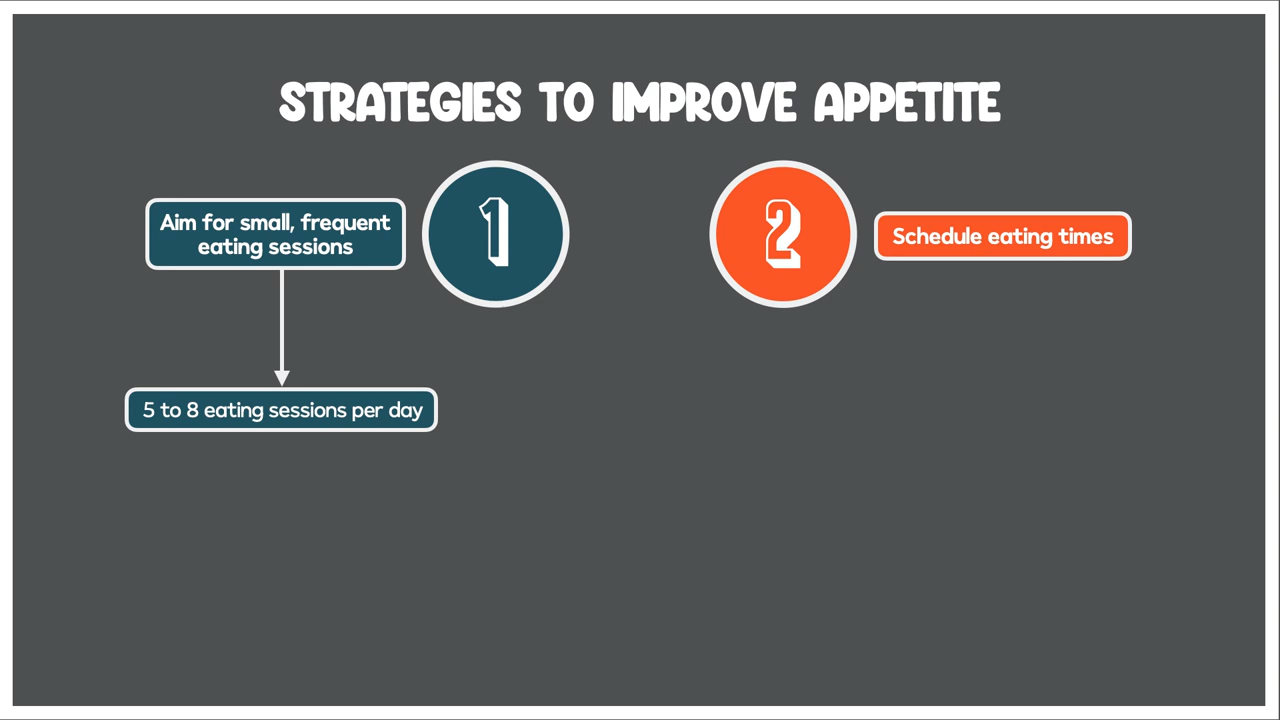 STRATEGIES TO IMPROVE APPETITE
Aim for small, frequent
eating sessions
1
2
Schedule eating times
5 to 8 eating sessions per day